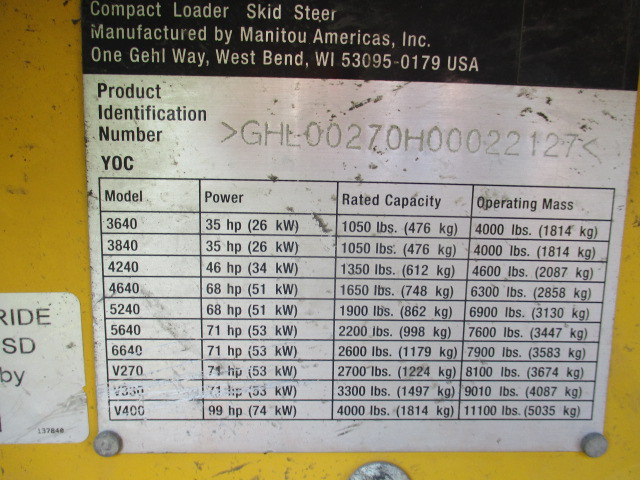 Compact Loader Skid Steer
Manufactured by Manitou Americas, Inc.
One Gehl Way, West Bend, WI 53095-0179 USA
Product
Identification
Number >GHL00270H00022127<
YOC
Model Power Rated Capacity Operating Mass
3640 35 hp (26 kW) 1050 lbs. (476 kg) 4000 lbs. (1814 kg)
3840 35 hp (26 kW) 1050 lbs. (476 kg) 4000 lbs. (1814 kg)
4240 46 hp (34 kW) 1350 lbs. (612 kg) 4600 lbs. (2087 kg)
4640 68 hp (51 kW) 1650 lbs. (748 kg) 6300 lbs. (2858 kg)
5240 68 hp (51 kW) 1900 lbs. (862 kg) 6900 lbs. (3130 kg)
5640 71 hp (53 kW) 2200 lbs. (998 kg) 7600 lbs. (3447 kg)
6640 71 hp (53 kW) 2600 lbs. (1179 kg) 7900 lbs. (3583 kg)
V270 71 hp (53 kW) 2700 lbs. (1224 kg) 8100 lbs. (3674 kg)
V330 71 hp (53 kW) 3300 lbs. (1497 kg) 9010 lbs. (4087 kg)
V400 99 hp (74 kW) 4000 lbs. (1814 kg) 11100 lbs. (5035 kg)
RIDE
SD
by
137848